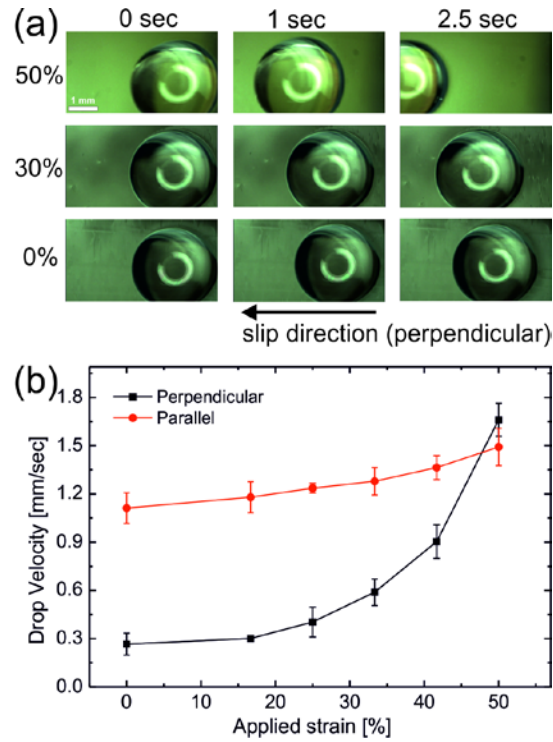 (a)
0 sec 1 sec 2.5 sec
50%
1 mm
30%
0%
slip direction (perpendicular)
(b)
Perpendicular
Parallel
Drop Velocity [mm/sec]
1.8
1.5
1.2
0.9
0.6
0.3
0.0
0 10 20 30 40 50
Applied strain [%]